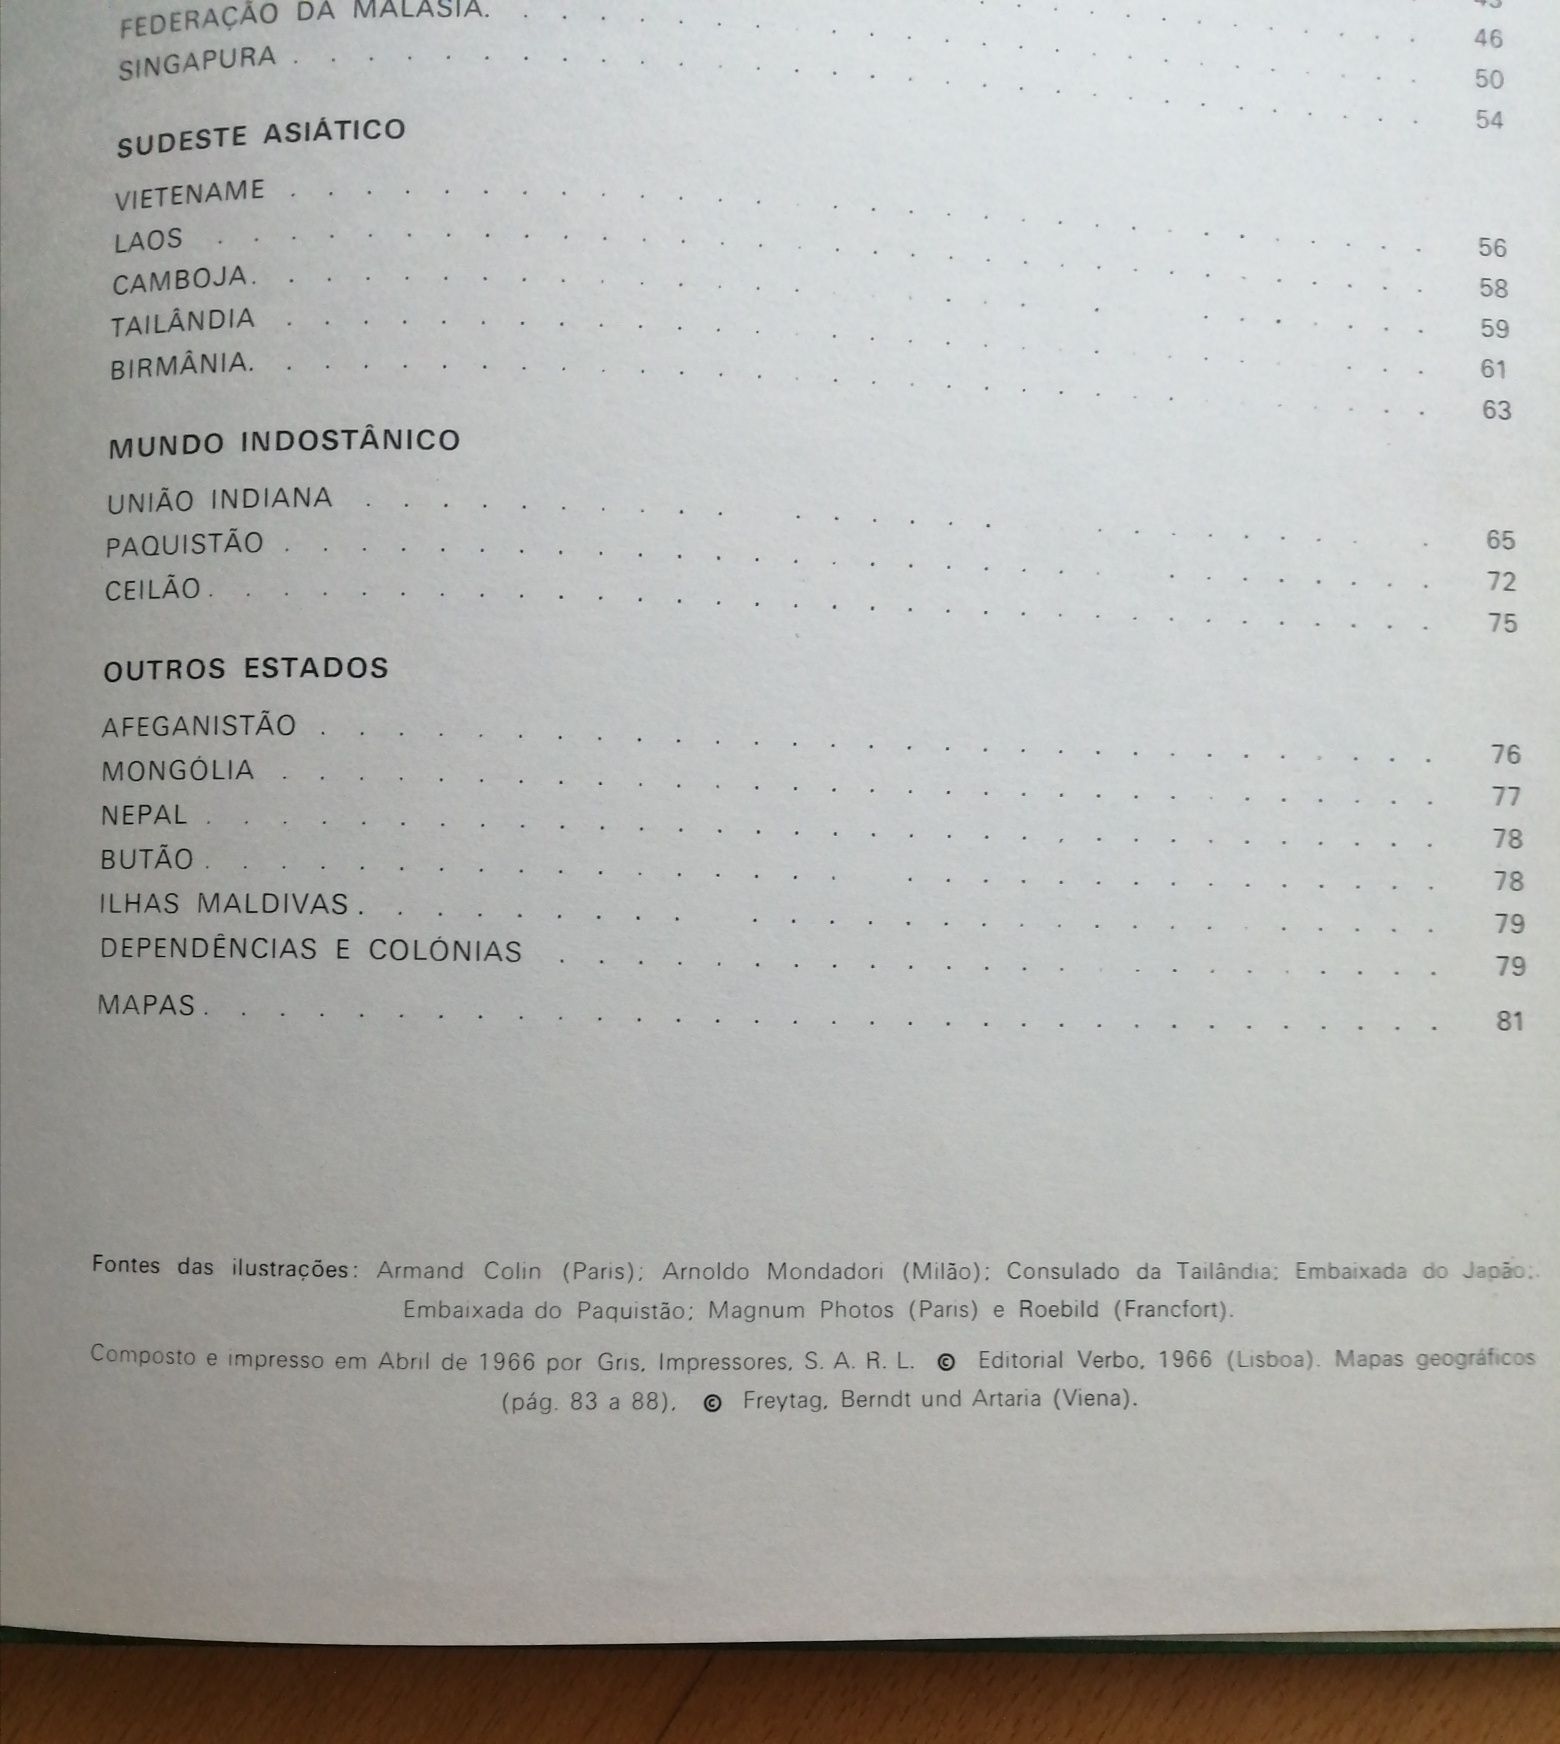 46
FEDERAÇÃO DA MALÁSIA. . . . . . . . . . . . . . . . . . . . . . . . 50
SINGAPURA . . . . . . . . . . . . . . . . . . . . . . . . . . . . . 54
SUDESTE ASIÁTICO
VIETENAME . . . . . . . . . . . . . . . . . . . . . . . . . . . . . 56
LAOS . . . . . . . . . . . . . . . . . . . . . . . . . . . . . . . 58
CAMBOJA. . . . . . . . . . . . . . . . . . . . . . . . . . . . . . 59
TAILÂNDIA . . . . . . . . . . . . . . . . . . . . . . . . . . . . . 61
BIRMÂNIA. . . . . . . . . . . . . . . . . . . . . . . . . . . . . . 63
MUNDO INDOSTÂNICO
UNIÃO INDIANA . . . . . . . . . . . . . . . . . . . . . . . . . . . 65
PAQUISTÃO . . . . . . . . . . . . . . . . . . . . . . . . . . . . . 72
CEILÃO . . . . . . . . . . . . . . . . . . . . . . . . . . . . . . . 75
OUTROS ESTADOS
AFEGANISTÃO . . . . . . . . . . . . . . . . . . . . . . . . . . . . 76
MONGÓLIA . . . . . . . . . . . . . . . . . . . . . . . . . . . . . 77
NEPAL . . . . . . . . . . . . . . . . . . . . . . . . . . . . . . . 78
BUTÃO . . . . . . . . . . . . . . . . . . . . . . . . . . . . . . . 78
ILHAS MALDIVAS . . . . . . . . . . . . . . . . . . . . . . . . . . . 79
DEPENDÊNCIAS E COLÓNIAS . . . . . . . . . . . . . . . . . . . . . . . 79
MAPAS . . . . . . . . . . . . . . . . . . . . . . . . . . . . . . . 81
Fontes das ilustrações: Armand Colin (Paris); Arnoldo Mondadori (Milão); Consulado da Tailândia; Embaixada do Japão;
Embaixada do Paquistão; Magnum Photos (Paris) e Roebild (Francfort).
Composto e impresso em Abril de 1966 por Gris, Impressores, S. A. R. L. © Editorial Verbo, 1966 (Lisboa). Mapas geográficos
(pág. 83 a 88), © Freytag, Berndt und Artaria (Viena).